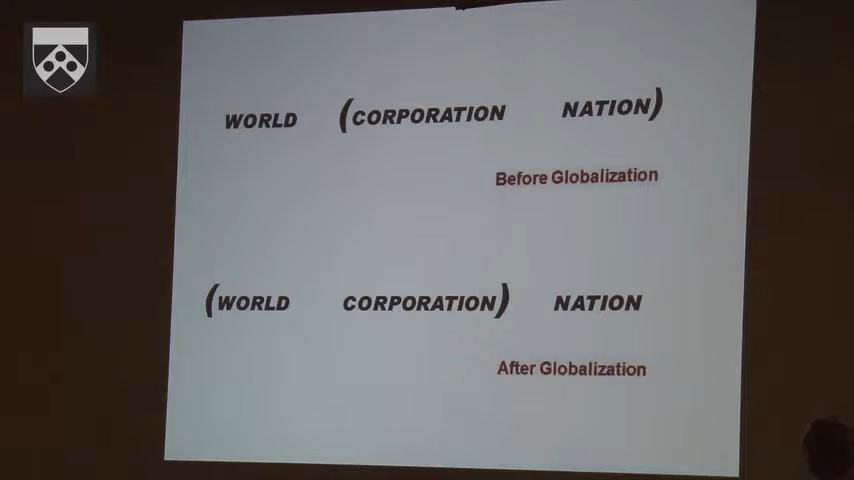 WORLD (CORPORATION NATION)
Before Globalization
(WORLD CORPORATION) NATION
After Globalization